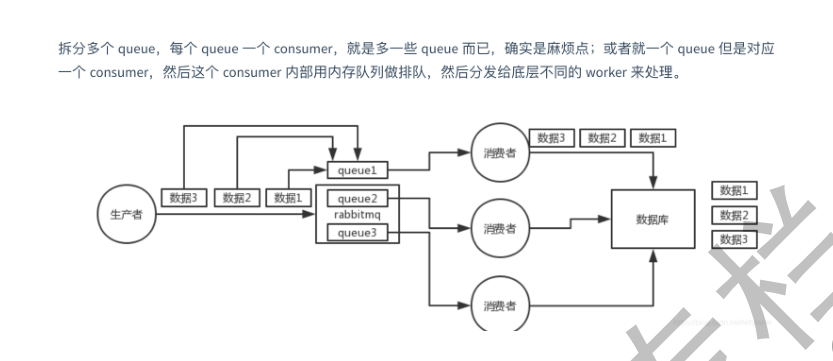 拆分多个 queue，每个 queue 一个 consumer，就是多一些 queue 而已，确实是麻烦点；或者就一个 queue 但是对应
一个 consumer，然后这个 consumer 内部用内存队列做排队，然后分发给底层不同的 worker 来处理。
数据3 数据2 数据1
消费者
queue1
数据3 数据2 数据1
生产者
queue2
rabbitmq
queue3
消费者
数据库
数据1
数据2
数据3
消费者
专栏